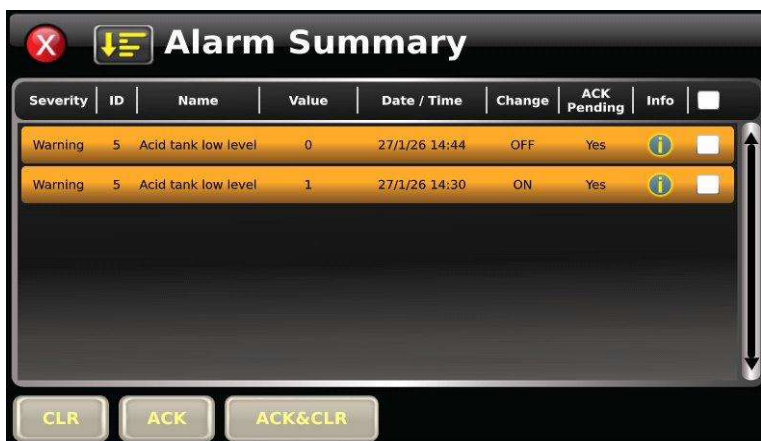 X Alarm Summary
Severity ID Name Value Date / Time Change ACK Pending Info
Warning 5 Acid tank low level 0 27/1/26 14:44 OFF Yes i
Warning 5 Acid tank low level 1 27/1/26 14:30 ON Yes i
CLR ACK ACK&CLR